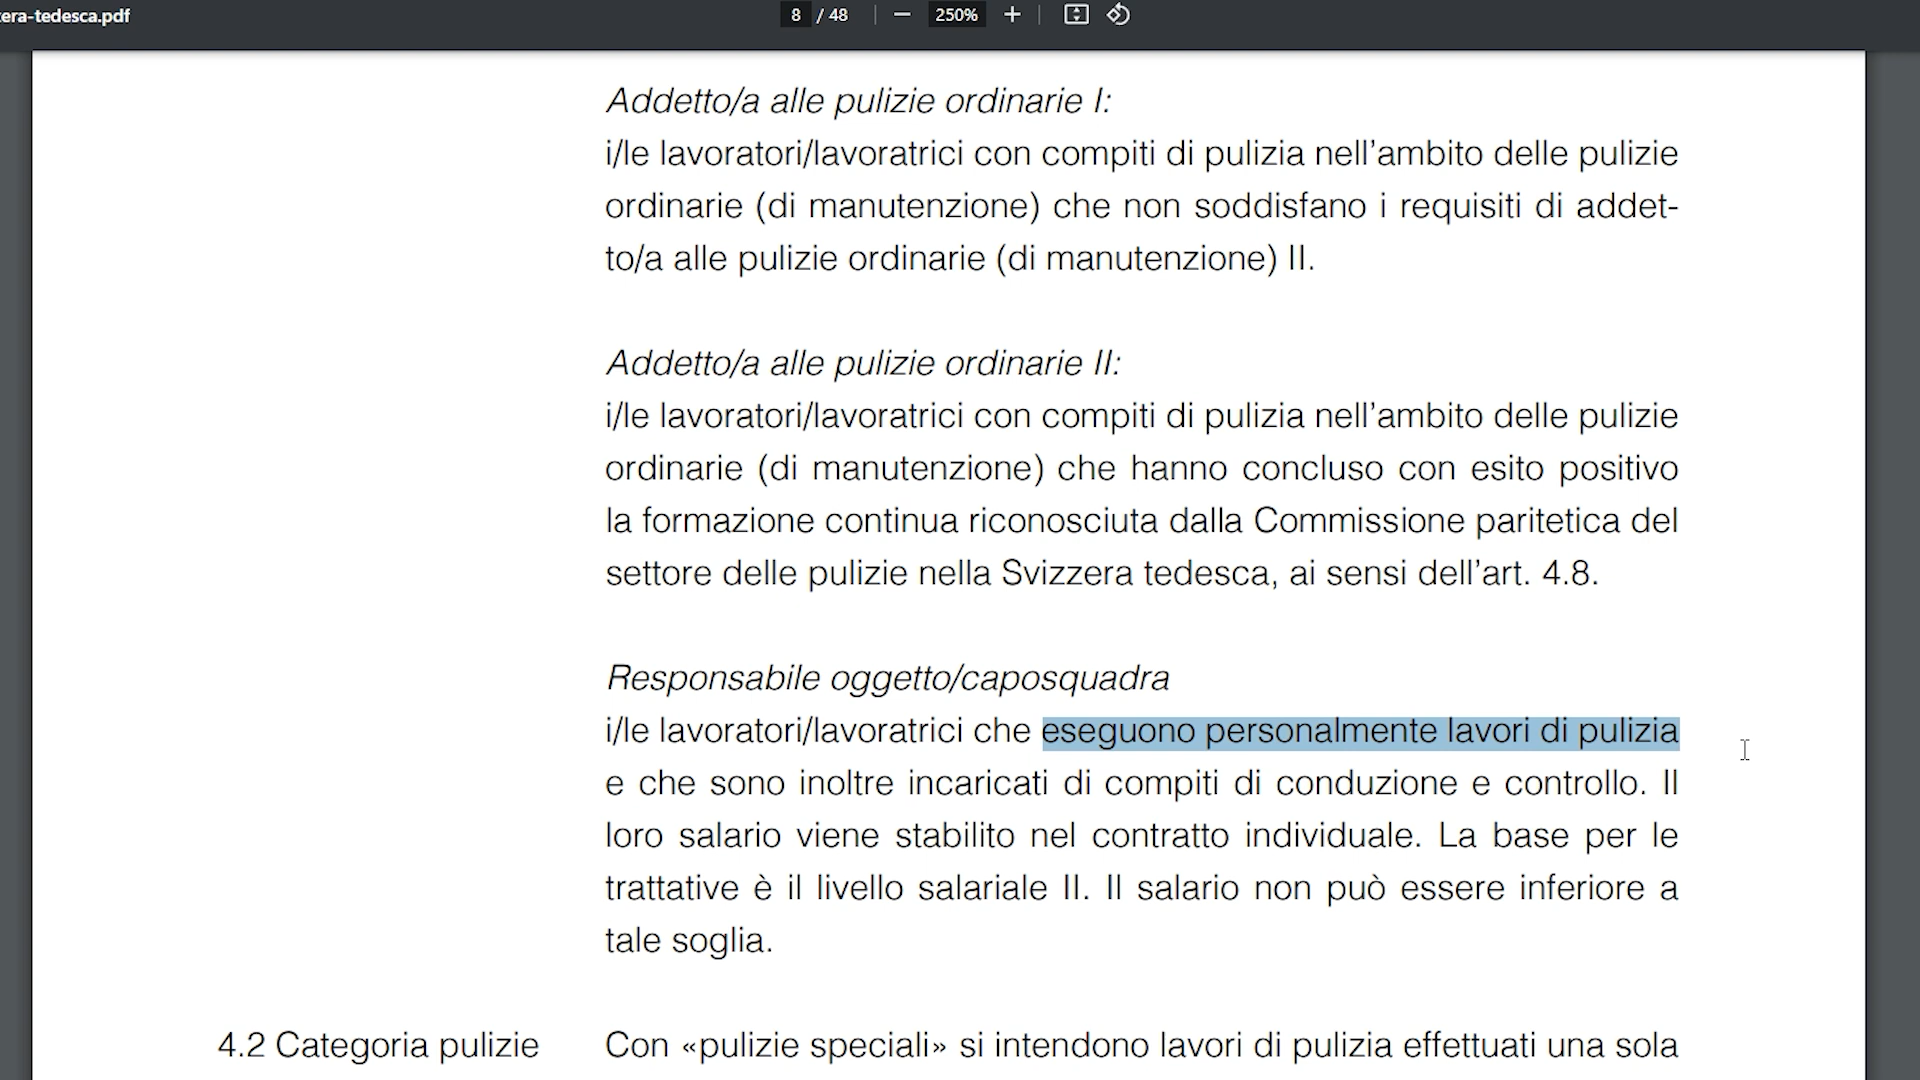 era-tedesca.pdf
8 / 48
250%
Addetto/a alle pulizie ordinarie I:
i/le lavoratori/lavoratrici con compiti di pulizia nell'ambito delle pulizie
ordinarie (di manutenzione) che non soddisfano i requisiti di addet-
to/a alle pulizie ordinarie (di manutenzione) II.
Addetto/a alle pulizie ordinarie II:
i/le lavoratori/lavoratrici con compiti di pulizia nell'ambito delle pulizie
ordinarie (di manutenzione) che hanno concluso con esito positivo
la formazione continua riconosciuta dalla Commissione paritetica del
settore delle pulizie nella Svizzera tedesca, ai sensi dell'art. 4.8.
Responsabile oggetto/caposquadra
i/le lavoratori/lavoratrici che eseguono personalmente lavori di pulizia
e che sono inoltre incaricati di compiti di conduzione e controllo. Il
loro salario viene stabilito nel contratto individuale. La base per le
trattative è il livello salariale II. Il salario non può essere inferiore a
tale soglia.
4.2 Categoria pulizie
Con «pulizie speciali» si intendono lavori di pulizia effettuati una sola